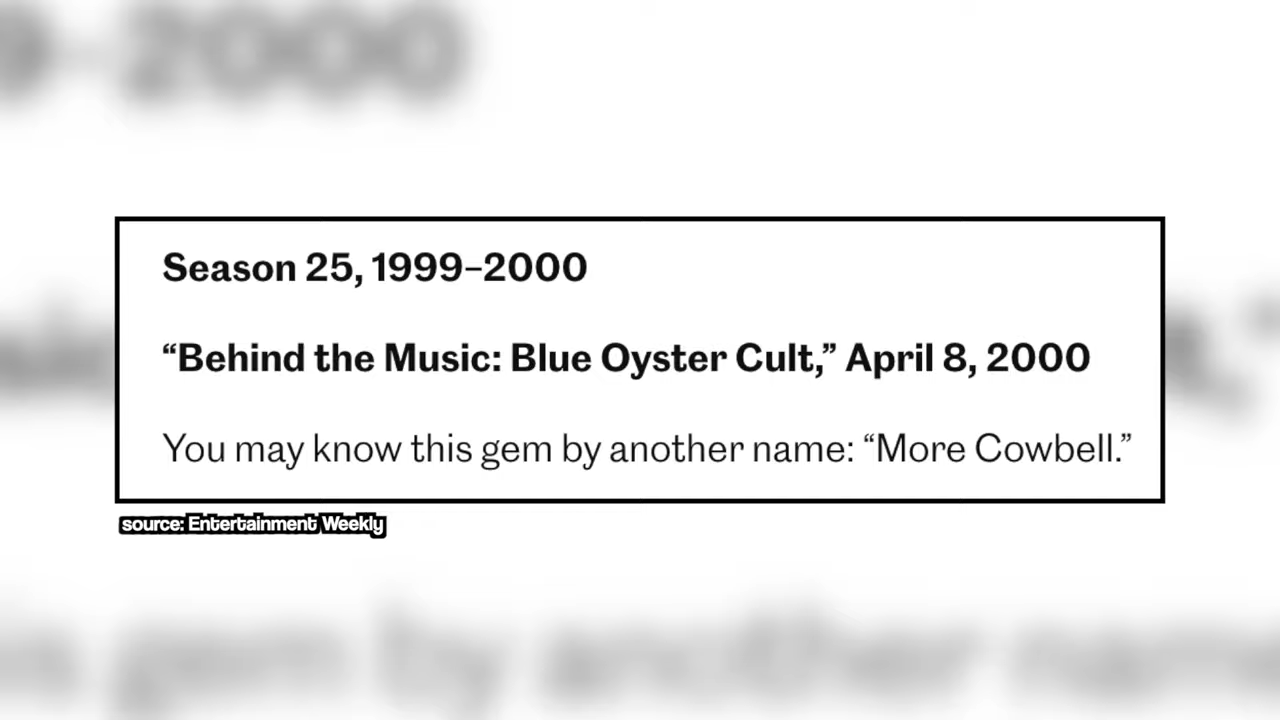 Season 25, 1999–2000
“Behind the Music: Blue Oyster Cult,” April 8, 2000
You may know this gem by another name: “More Cowbell.”
source: Entertainment Weekly